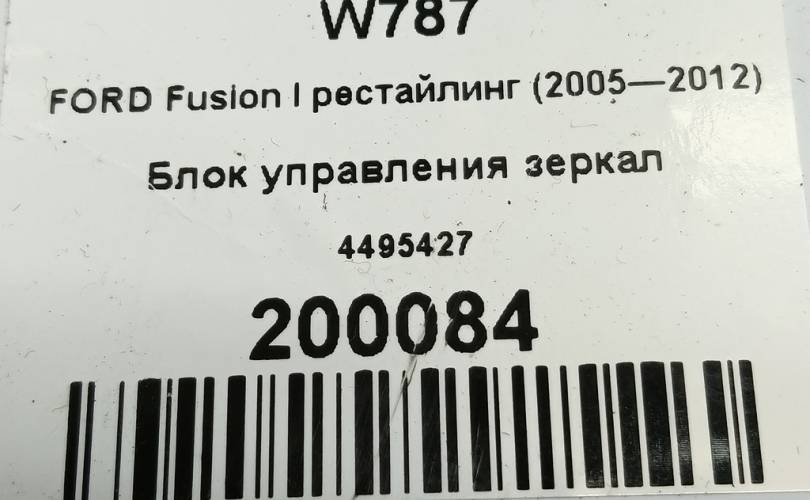 W787
FORD Fusion I рестайлинг (2005—2012)
Блок управления зеркал
4495427
200084